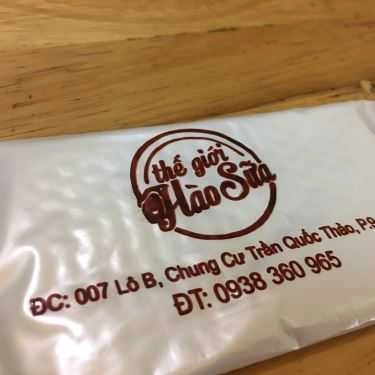 thế giới
Hào Sữa
ĐC: 007 Lô B, Chung Cư Trần Quốc Thảo, P.9
ĐT: 0938 360 965